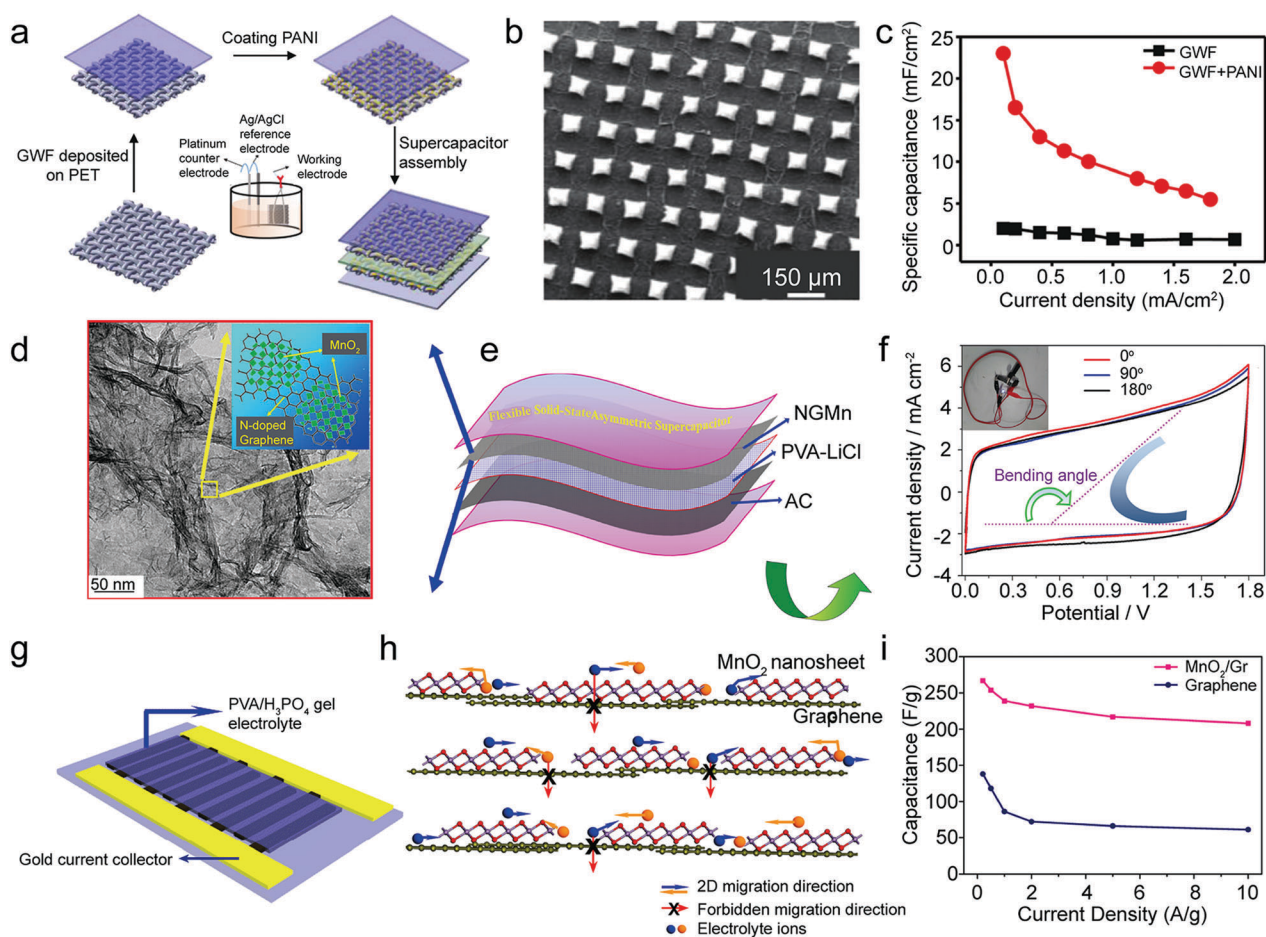 a
Coating PANI
GWF deposited
on PET
Platinum
counter
electrode
Ag/AgCl
reference
electrode
Working
electrode
Supercapacitor
assembly
b
150 µm
c
Specific capacitance (mF/cm²)
25
20
15
10
5
0
GWF
GWF+PANI
0.0
0.5
1.0
1.6
2.0
Current density (mA/cm²)
d
MnO₂
N-doped
Graphene
50 nm
e
Flexible Solid-StateAsymmetric Supercapacitor
NGMn
PVA-LiCl
AC
f
Current density / mA cm⁻²
6
4
2
0
-2
-4
0°
90°
180°
Bending angle
0.0
0.3
0.6
0.9
1.2
1.5
1.8
Potential / V
g
PVA/H₃PO₄ gel
electrolyte
Gold current collector
h
MnO₂ nanosheet
Graphene
2D migration direction
Forbidden migration direction
Electrolyte ions
i
Capacitance (F/g)
300
250
200
150
100
50
0
MnO₂/Gr
Graphene
0
2
4
6
8
10
Current Density (A/g)